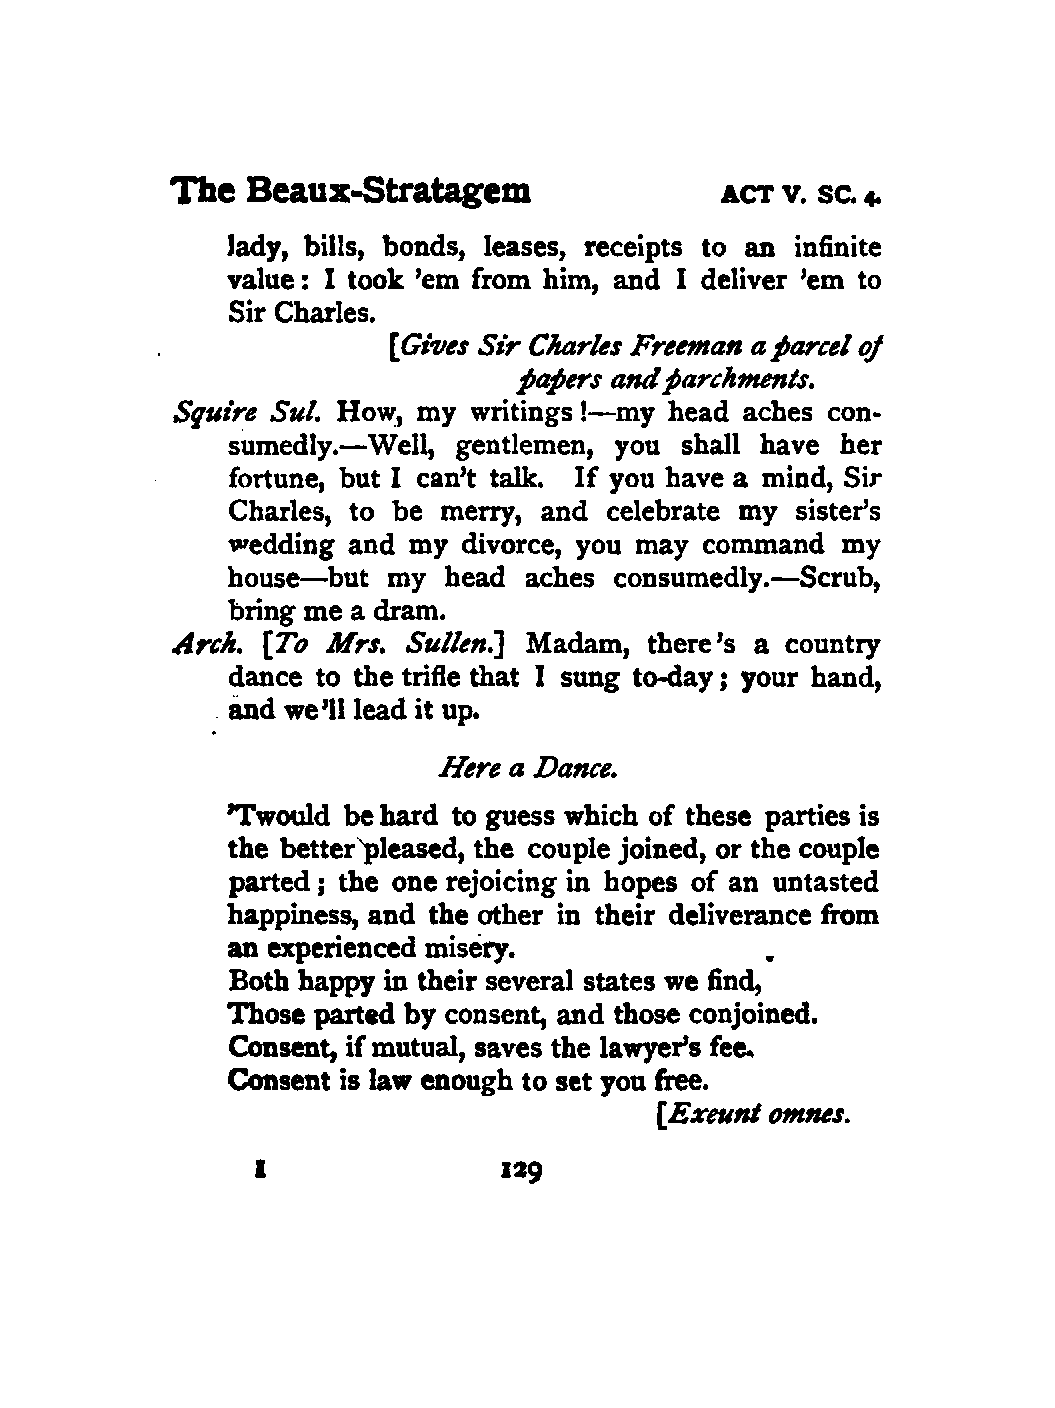 The Beaux-Stratagem ACT V. SC. 4.
lady, bills, bonds, leases, receipts to an infinite
value: I took 'em from him, and I deliver 'em to
Sir Charles.
[Gives Sir Charles Freeman a parcel of
papers and parchments.
Squire Sul. How, my writings!—my head aches con-
sumedly.—Well, gentlemen, you shall have her
fortune, but I can't talk. If you have a mind, Sir
Charles, to be merry, and celebrate my sister's
wedding and my divorce, you may command my
house—but my head aches consumedly.—Scrub,
bring me a dram.
Arch. [To Mrs. Sullen.] Madam, there's a country
dance to the trifle that I sung to-day; your hand,
and we'll lead it up.
Here a Dance.
'Twould be hard to guess which of these parties is
the better pleased, the couple joined, or the couple
parted; the one rejoicing in hopes of an untasted
happiness, and the other in their deliverance from
an experienced misery.
Both happy in their several states we find,
Those parted by consent, and those conjoined.
Consent, if mutual, saves the lawyer's fee.
Consent is law enough to set you free.
[Exeunt omnes.
I 129